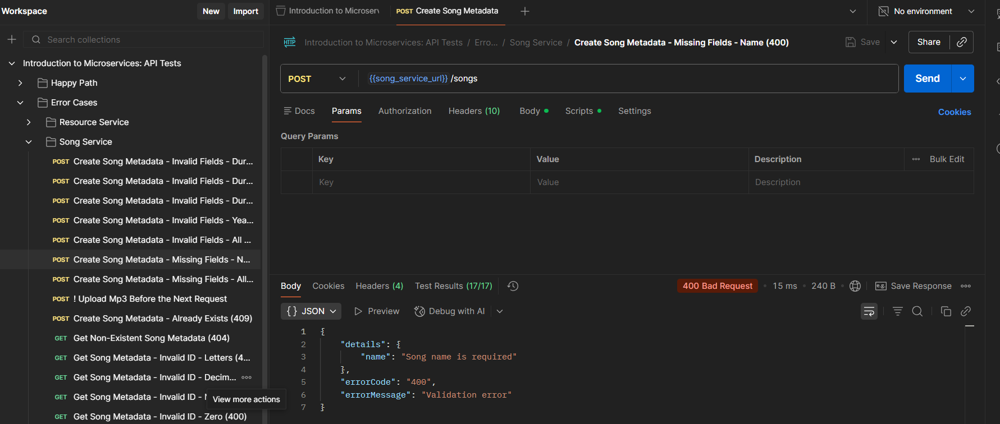 Workspace
New
Import
Search collections
Introduction to Microservices: API Tests
Happy Path
Error Cases
Resource Service
Song Service
POST Create Song Metadata - Invalid Fields - Dur...
POST Create Song Metadata - Invalid Fields - Dur...
POST Create Song Metadata - Invalid Fields - Dur...
POST Create Song Metadata - Invalid Fields - Yea...
POST Create Song Metadata - Invalid Fields - All ...
POST Create Song Metadata - Missing Fields - N...
POST Create Song Metadata - Missing Fields - All...
POST ! Upload Mp3 Before the Next Request
POST Create Song Metadata - Already Exists (409)
GET Get Non-Existent Song Metadata (404)
GET Get Song Metadata - Invalid ID - Letters (4...
GET Get Song Metadata - Invalid ID - Decim...
GET Get Song Metadata - Invalid ID -
View more actions
GET Get Song Metadata - Invalid ID - Zero (400)
Introduction to Microserv
POST Create Song Metadata
No environment
HTTP Introduction to Microservices: API Tests / Erro... / Song Service / Create Song Metadata - Missing Fields - Name (400)
Save
Share
POST
{{song_service_url}} /songs
Send
Docs Params Authorization Headers (10) Body Scripts Settings
Cookies
Query Params
Key Value Description Bulk Edit
Key Value Description
Body Cookies Headers (4) Test Results (17/17)
400 Bad Request • 15 ms • 240 B
e.g. Save Response
{} JSON Preview Debug with AI
1 {
2 "details": {
3 "name": "Song name is required"
4 },
5 "errorCode": "400",
6 "errorMessage": "Validation error"
7 }